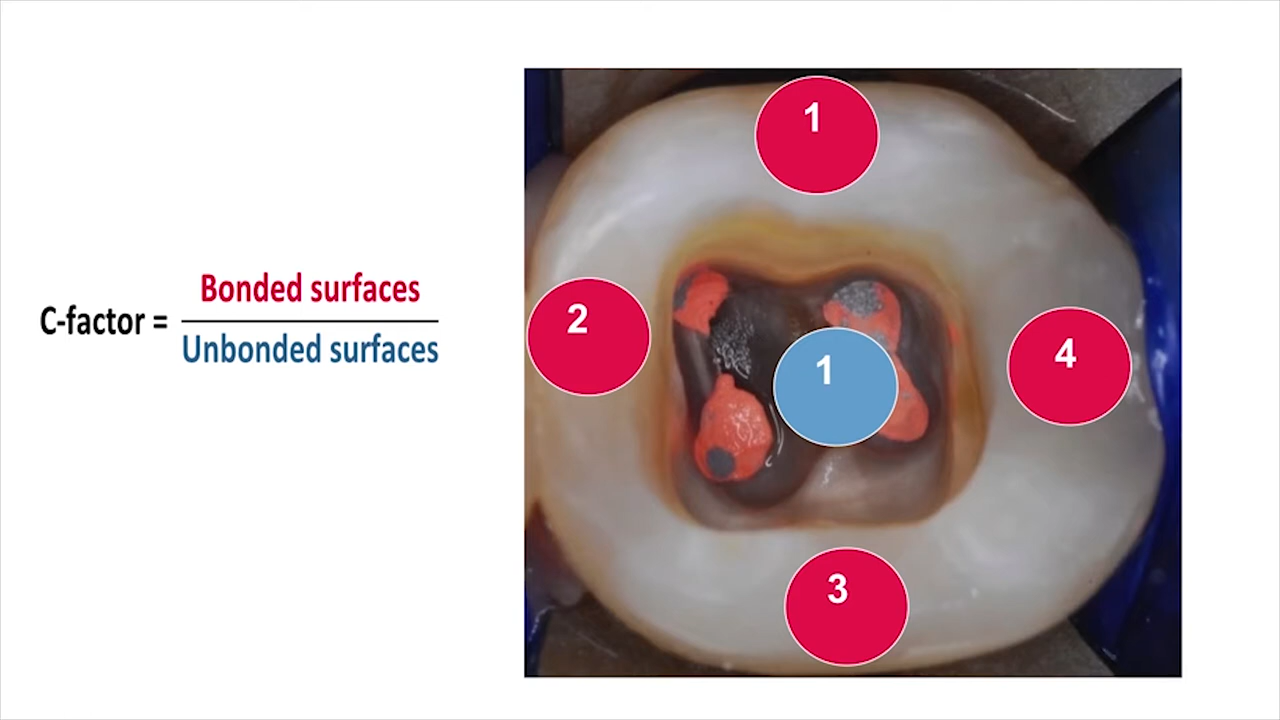 C-factor =
Bonded surfaces
Unbonded surfaces
1
2
1
4
3